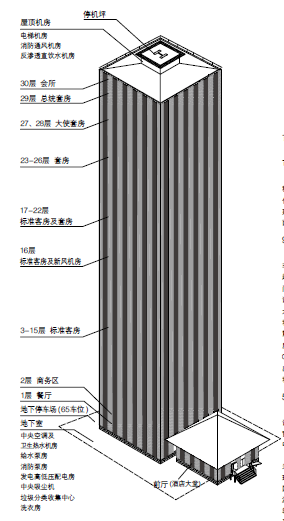 停机坪
屋顶机房
电梯机房
消防通风机房
反渗透直饮水机房
30层 会所
29层 总统套房
27、28层 大使套房
23-26层 套房
17-22层
标准客房及套房
16层
标准客房及新风机房
3-15层 标准客房
2层 商务区
1层 餐厅
地下停车场(65车位)
地下室
中央空调及
卫生热水机房
给水泵房
消防泵房
发电高低压配电房
中央吸尘机
垃圾分类收集中心
洗衣房
前厅(酒店大堂)
H